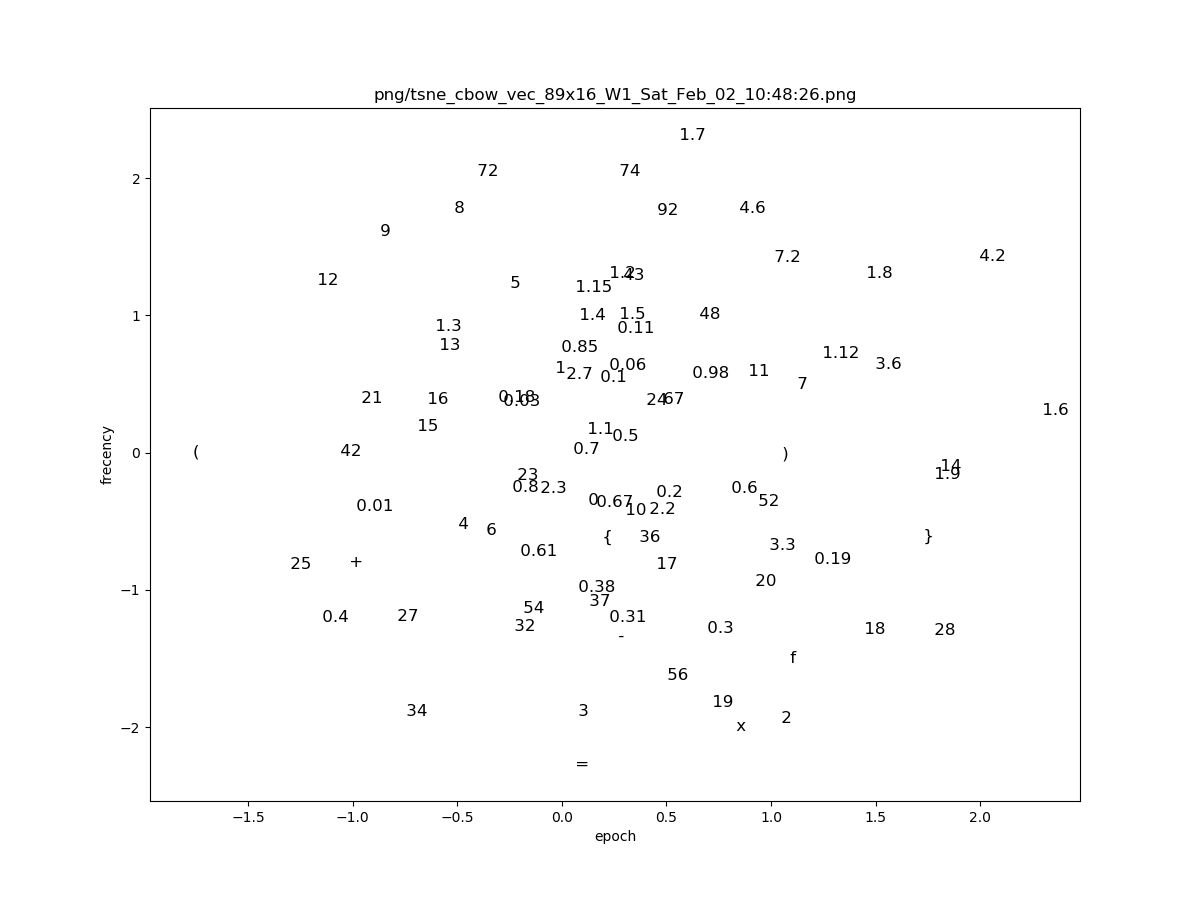 png/tsne_cbow_vec_89x16_W1_Sat_Feb_02_10:48:26.png
1.7
72 74
2
8 92 4.6
9
7.2 4.2
12 5 1.2 43 1.8
1.15
1 1.4 1.5 48
1.3 0.11
13 0.85
1.12
1 2.7 0.06 0.1 0.98 11 3.6
7
21 16 0.18 0.03 24 67
1.6
15 1.1 0.5
frecency
0 ( 42 0.7 )
14
23 1.9
0.8 2.3 0.2 0.6
0.01 0 0.67 10 2.2 52
4 6
{ 36 }
0.61 3.3
25 + 17 0.19
−1 0.38 20
37
0.4 27 54 0.31
32 - 0.3 18 28
f
56
34 3 19 2
−2 x
=
−1.5 −1.0 −0.5 0.0 0.5 1.0 1.5 2.0
epoch